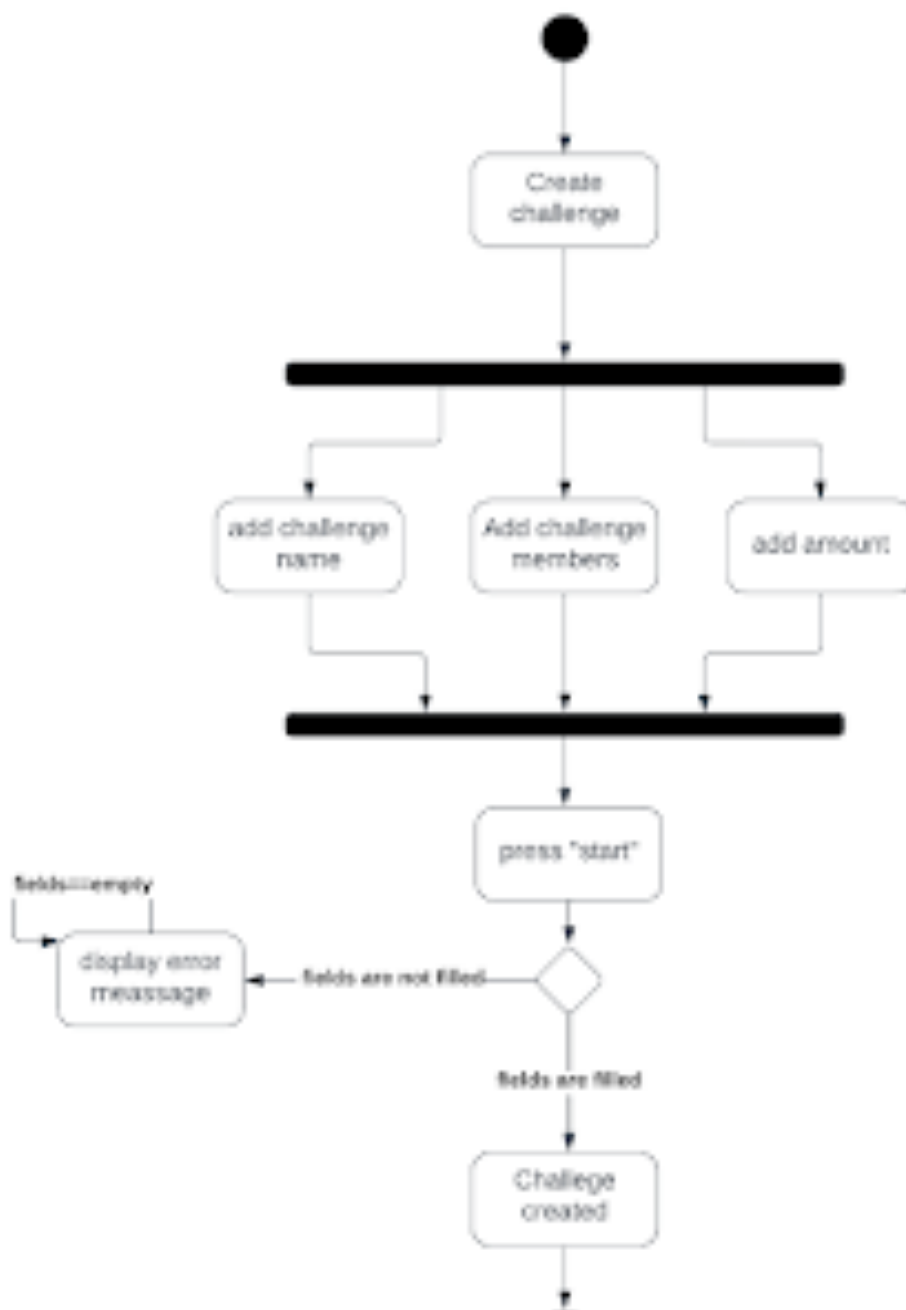 Create
challenge
add challenge
name
Add challenge
members
add amount
press "start"
fields==empty
display error
meassage
fields are not filled
fields are filled
Challege
created